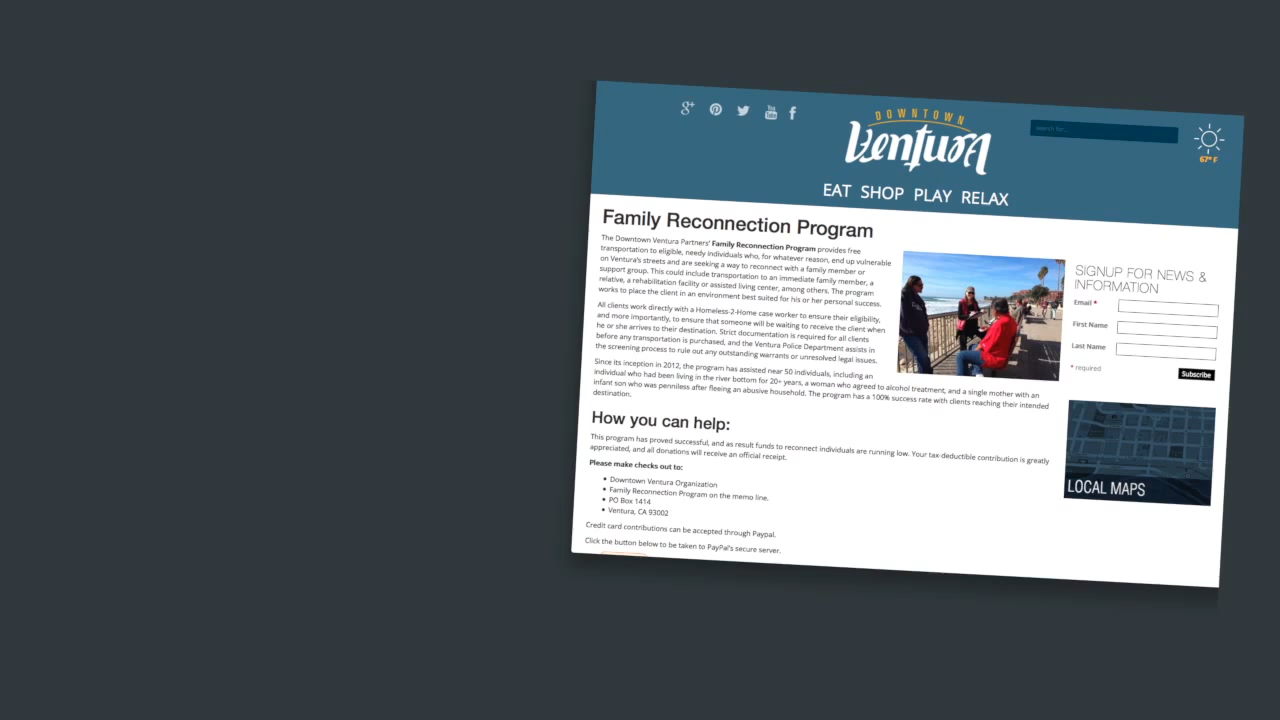 g+
You
Tube
f
DOWNTOWN
Ventura
search for...
67° F
EAT SHOP PLAY RELAX
Family Reconnection Program
The Downtown Ventura Partners' Family Reconnection Program provides free
transportation to eligible, needy individuals who, for whatever reason, end up vulnerable
on Ventura's streets and are seeking a way to reconnect with a family member or
support group. This could include transportation to an immediate family member, a
relative, a rehabilitation facility or assisted living center, among others. The program
works to place the client in an environment best suited for his or her personal success.
All clients work directly with a Homeless-2-Home case worker to ensure their eligibility,
and more importantly, to ensure that someone will be waiting to receive the client when
he or she arrives to their destination. Strict documentation is required for all clients
before any transportation is purchased, and the Ventura Police Department assists in
the screening process to rule out any outstanding warrants or unresolved legal issues.
Since its inception in 2012, the program has assisted near 50 individuals, including an
individual who had been living in the river bottom for 20+ years, a woman who agreed to alcohol treatment, and a single mother with an
infant son who was penniless after fleeing an abusive household. The program has a 100% success rate with clients reaching their intended
destination.
How you can help:
This program has proved successful, and as result funds to reconnect individuals are running low. Your tax-deductible contribution is greatly
appreciated, and all donations will receive an official receipt.
Please make checks out to:
Downtown Ventura Organization
Family Reconnection Program on the memo line.
PO Box 1414
Ventura, CA 93002
Credit card contributions can be accepted through Paypal.
Click the button below to be taken to PayPal's secure server.
SIGNUP FOR NEWS &
INFORMATION
Email *
First Name
Last Name
* required
Subscribe
LOCAL MAPS